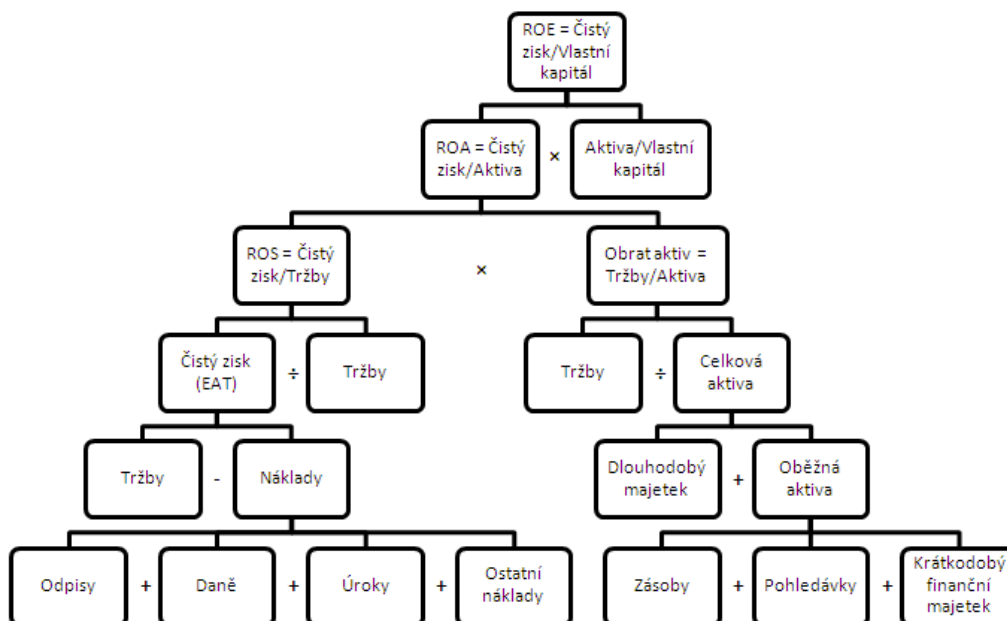 ROE = Čistý
zisk/Vlastní
kapitál
ROA = Čistý
zisk/Aktiva
×
Aktiva/Vlastní
kapitál
ROS = Čistý
zisk/Tržby
×
Obrat aktiv =
Tržby/Aktiva
Čistý zisk
(EAT)
÷
Tržby
Tržby
÷
Celková
aktiva
Tržby
-
Náklady
Dlouhodobý
majetek
+
Oběžná
aktiva
Odpisy
+
Daně
+
Úroky
+
Ostatní
náklady
Zásoby
+
Pohledávky
+
Krátkodobý
finanční
majetek